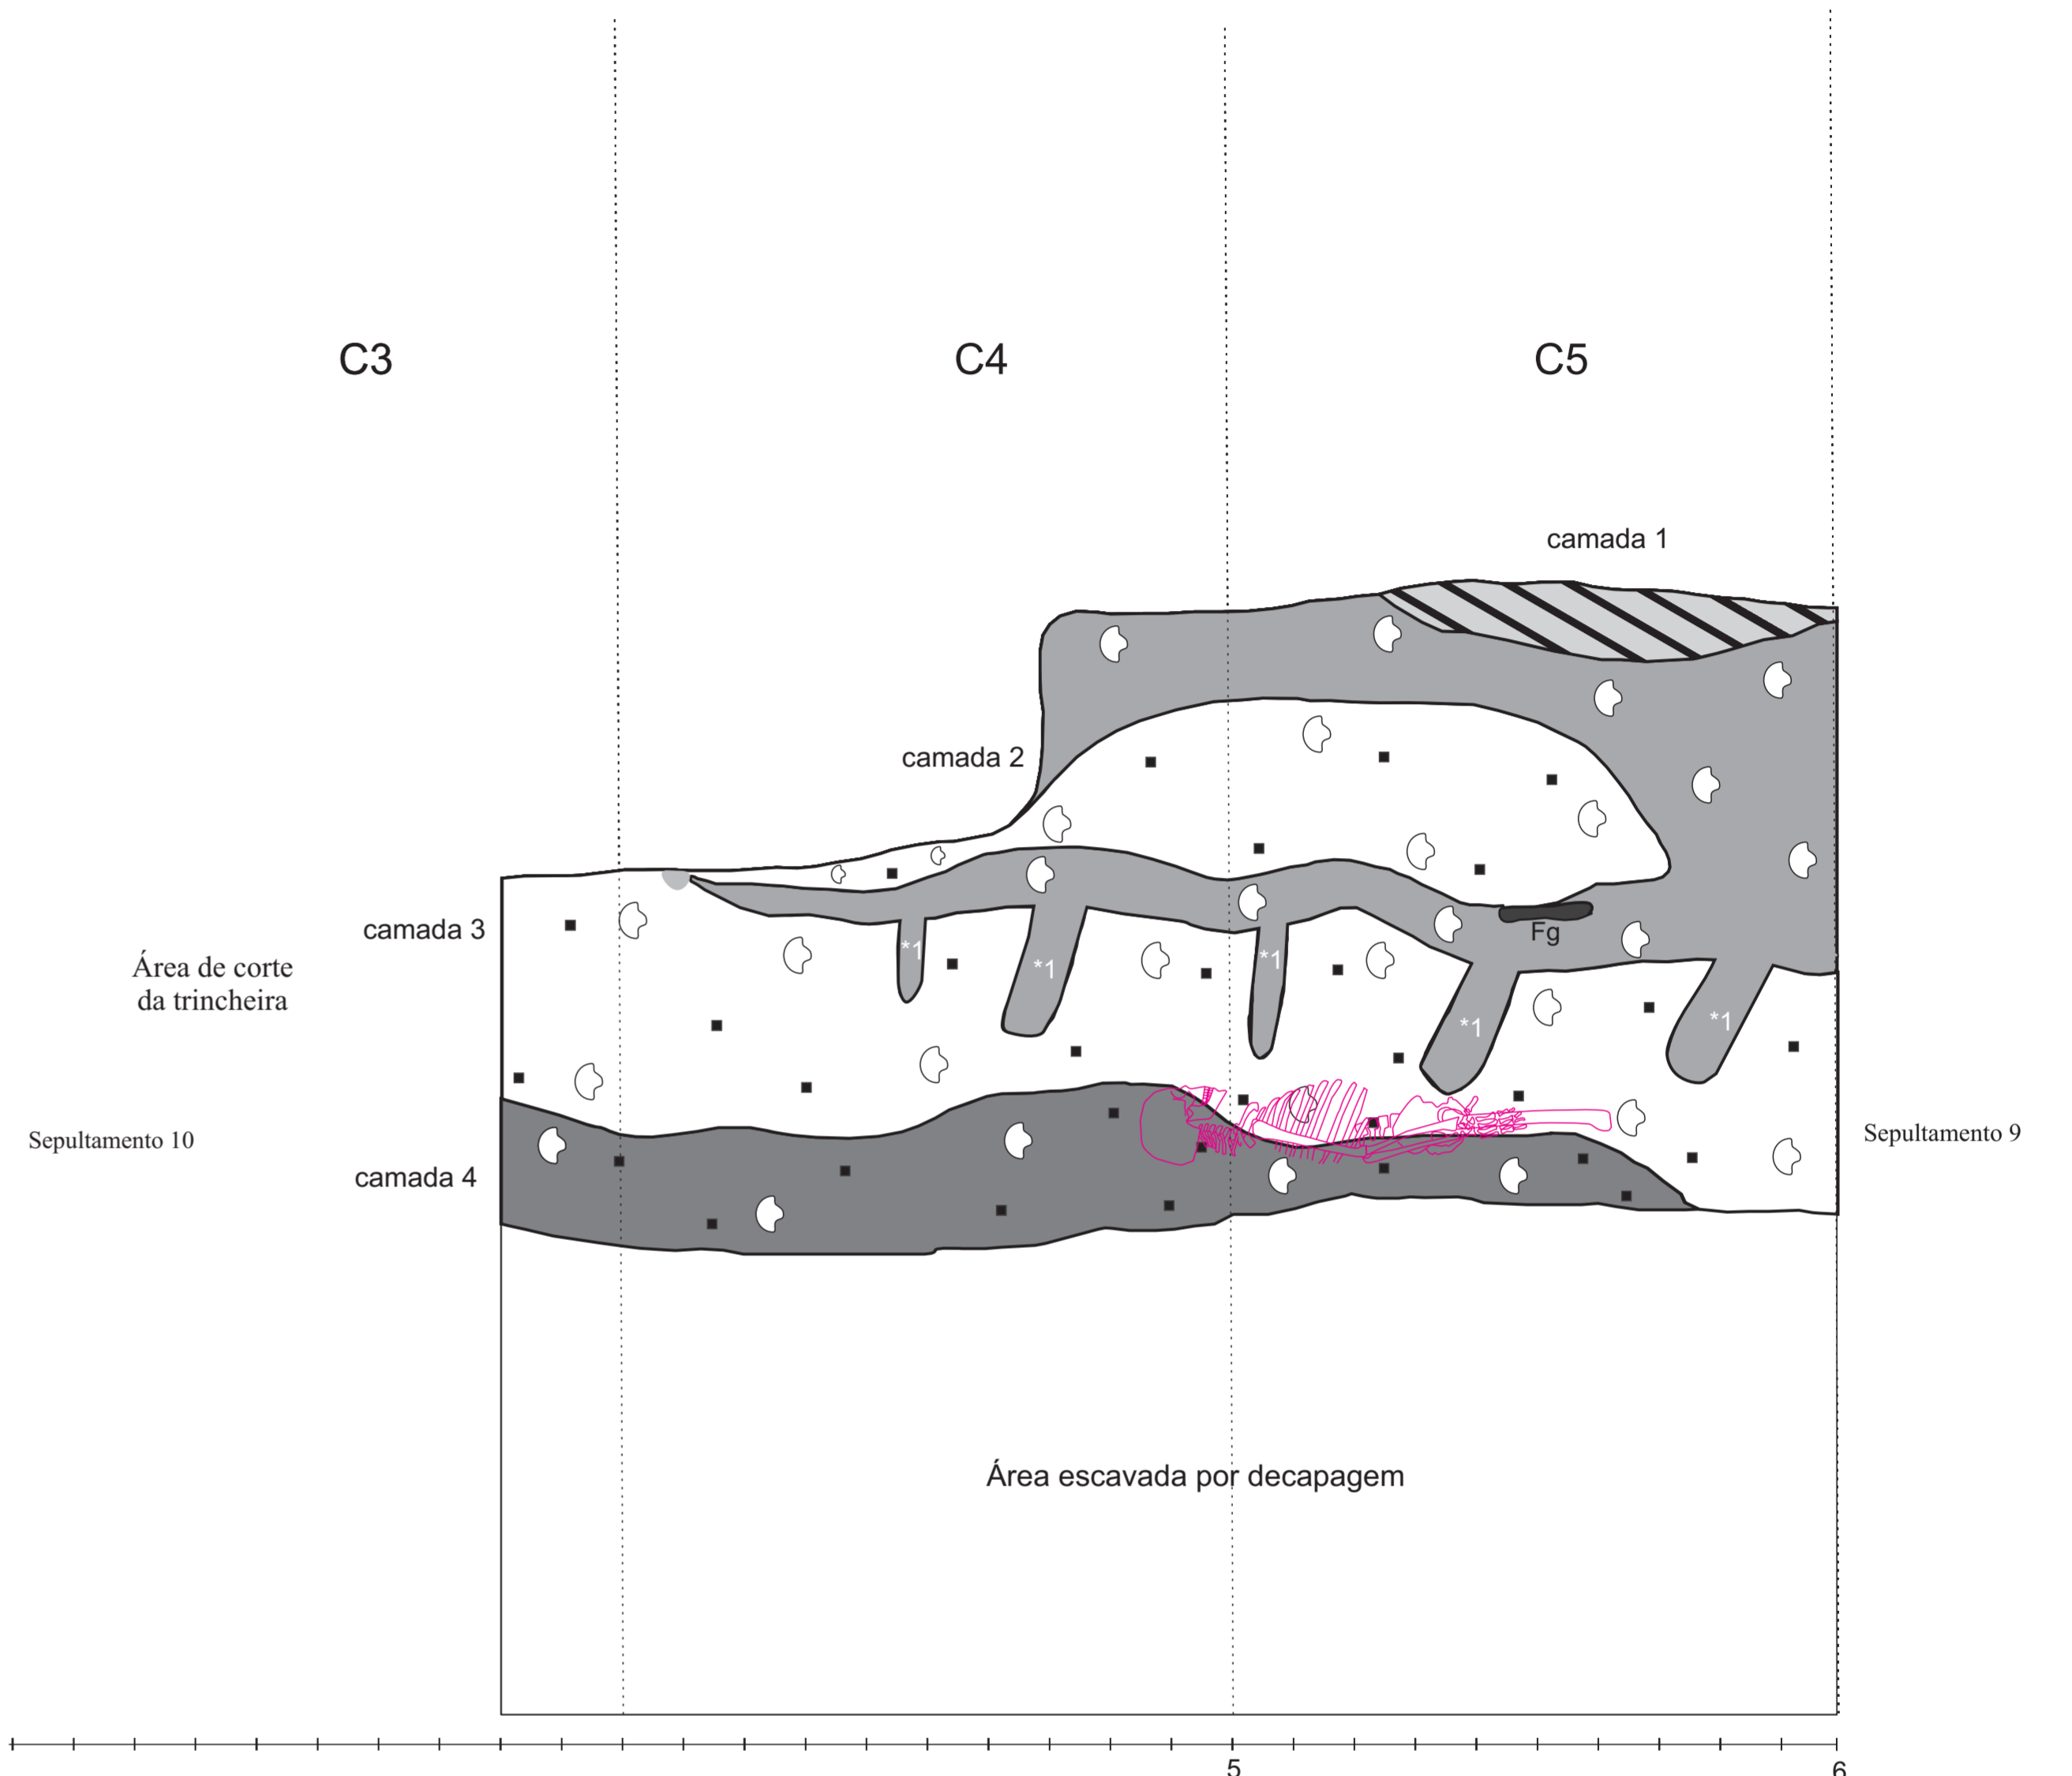 C3
C4
C5
camada 1
camada 2
camada 3
Área de corte
da trincheira
Fg
*1
*1
*1
*1
*1
Sepultamento 10
Sepultamento 9
camada 4
Área escavada por decapagem
5
6